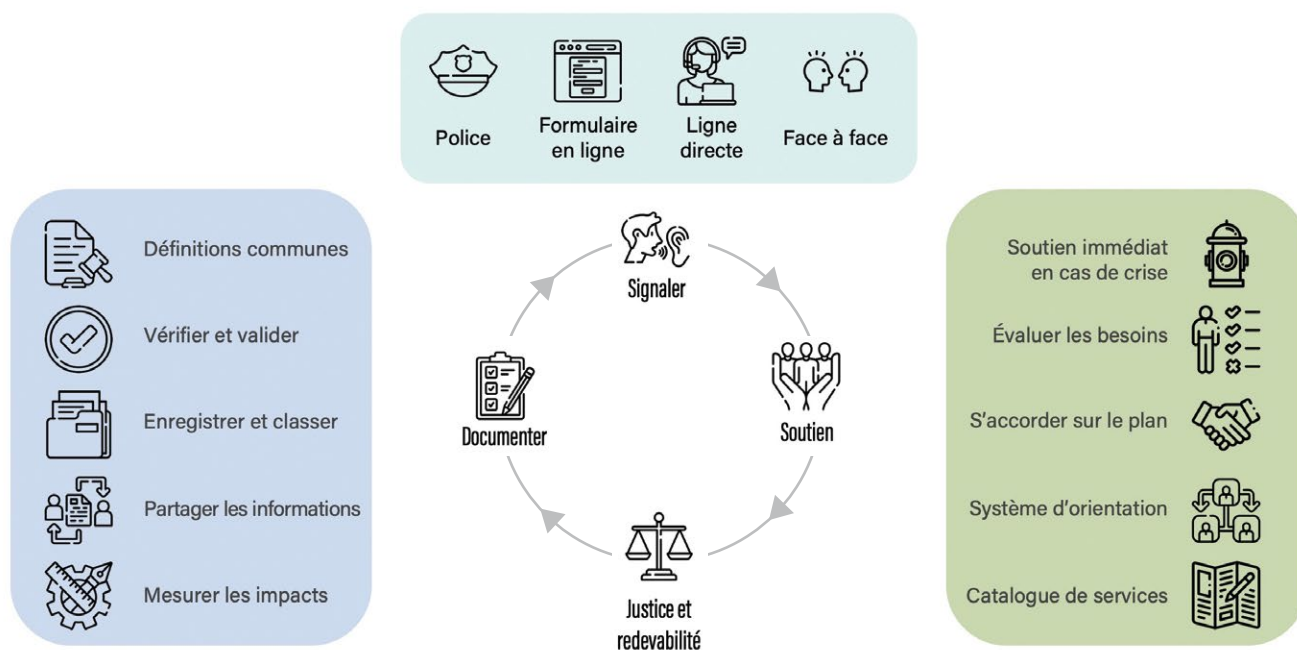 Police
Formulaire
en ligne
Ligne
directe
Face à face
Définitions communes
Vérifier et valider
Enregistrer et classer
Partager les informations
Mesurer les impacts
Signaler
Documenter
Soutien
Justice et
redevabilité
Soutien immédiat
en cas de crise
Évaluer les besoins
S'accorder sur le plan
Système d'orientation
Catalogue de services